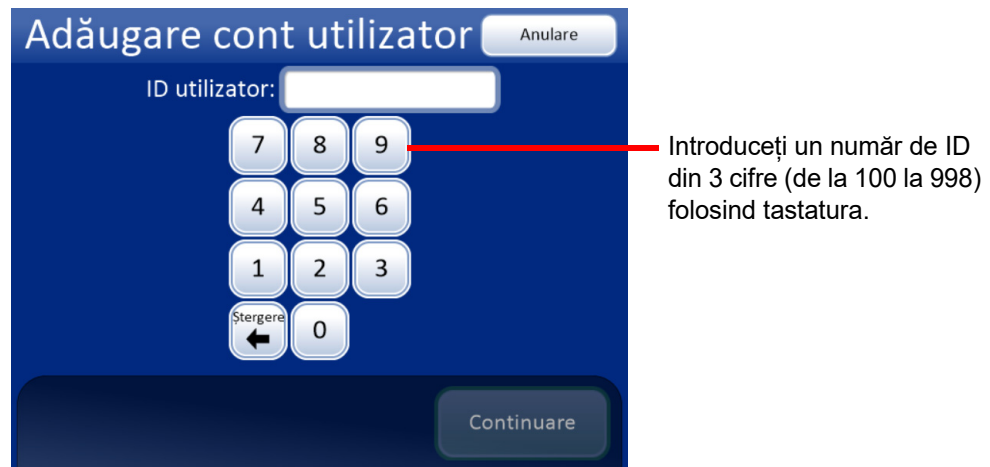 Adăugare cont utilizator
Anulare
ID utilizator:
7 8 9
4 5 6
1 2 3
Ștergere
0
Continuare
Introduceți un număr de ID
din 3 cifre (de la 100 la 998)
folosind tastatura.